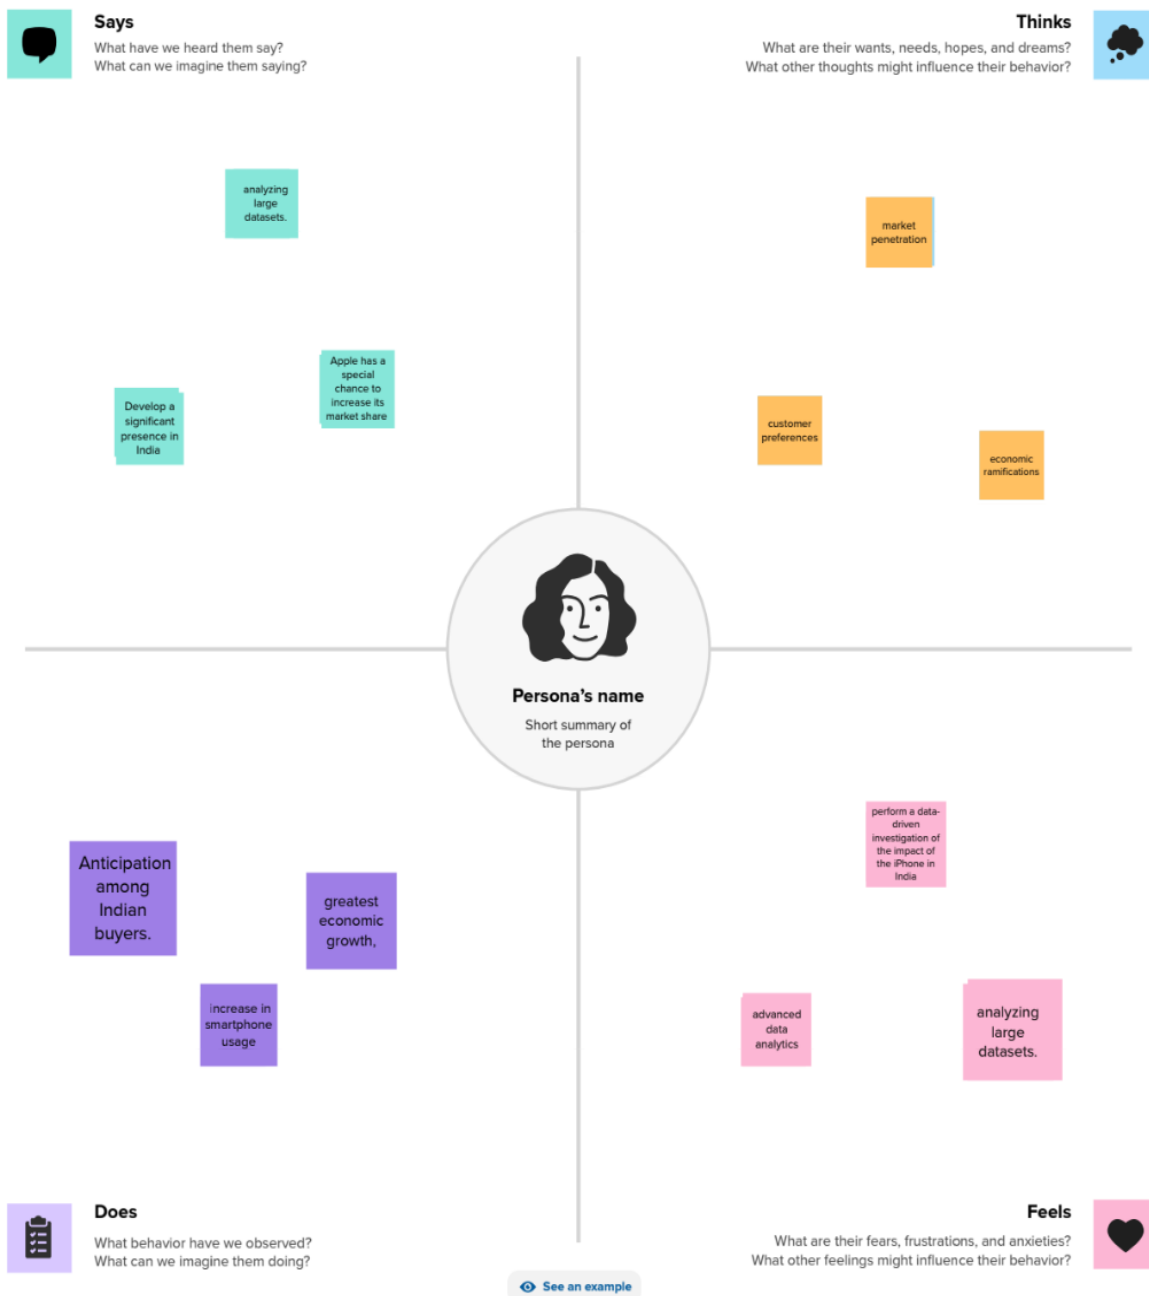 Says
What have we heard them say?
What can we imagine them saying?
Thinks
What are their wants, needs, hopes, and dreams?
What other thoughts might influence their behavior?
analyzing
large
datasets.
Develop a
significant
presence in
India
Apple has a
special
chance to
increase its
market share
market
penetration
customer
preferences
economic
ramifications
Persona’s name
Short summary of
the persona
Anticipation
among
Indian
buyers.
greatest
economic
growth,
increase in
smartphone
usage
perform a data-
driven
investigation of
the impact of
the iPhone in
India
advanced
data
analytics
analyzing
large
datasets.
Does
What behavior have we observed?
What can we imagine them doing?
Feels
What are their fears, frustrations, and anxieties?
What other feelings might influence their behavior?
See an example